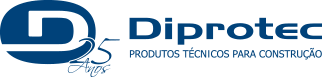 D
25
Anos
Diprotec
PRODUTOS TÉCNICOS PARA CONSTRUÇÃO